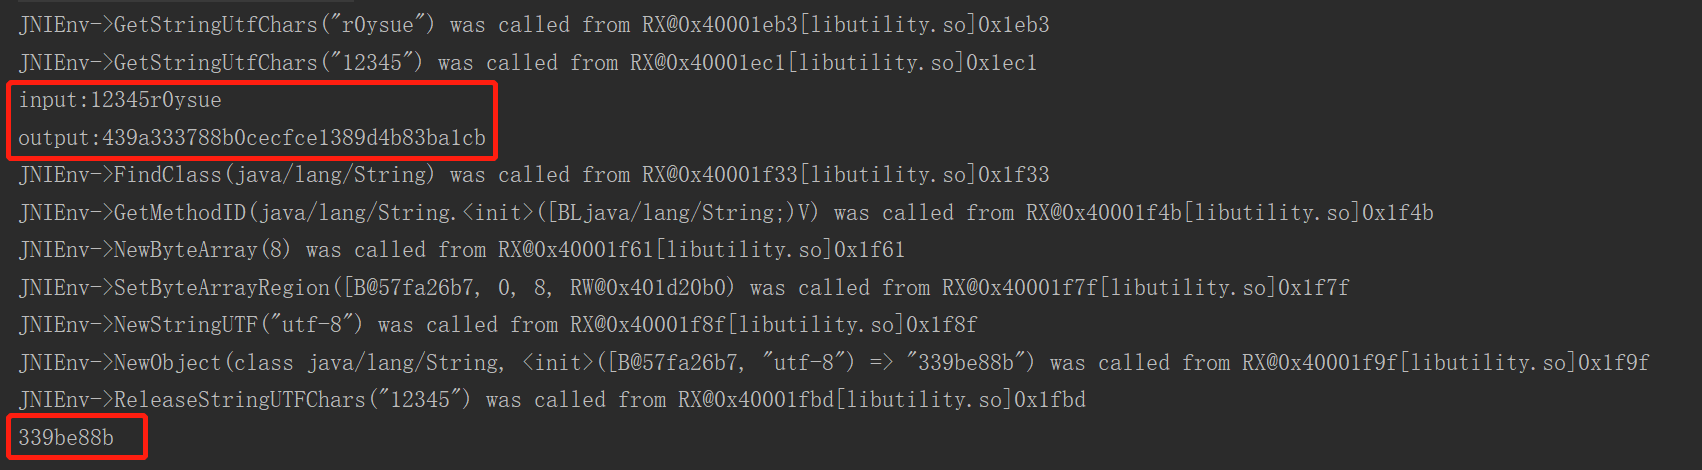 JNIEnv->GetStringUtfChars("r0ysue") was called from RX@0x40001eb3[libutility.so]0x1eb3
JNIEnv->GetStringUtfChars("12345") was called from RX@0x40001ec1[libutility.so]0x1ec1
input:12345r0ysue
output:439a333788b0cecfce1389d4b83ba1cb
JNIEnv->FindClass(java/lang/String) was called from RX@0x40001f33[libutility.so]0x1f33
JNIEnv->GetMethodID(java/lang/String.<init>([BLjava/lang/String;)V) was called from RX@0x40001f4b[libutility.so]0x1f4b
JNIEnv->NewByteArray(8) was called from RX@0x40001f61[libutility.so]0x1f61
JNIEnv->SetByteArrayRegion([B@57fa26b7, 0, 8, RW@0x401d20b0) was called from RX@0x40001f7f[libutility.so]0x1f7f
JNIEnv->NewStringUTF("utf-8") was called from RX@0x40001f8f[libutility.so]0x1f8f
JNIEnv->NewObject(class java/lang/String, <init>([B@57fa26b7, "utf-8") => "339be88b") was called from RX@0x40001f9f[libutility.so]0x1f9f
JNIEnv->ReleaseStringUTFChars("12345") was called from RX@0x40001fbd[libutility.so]0x1fbd
339be88b